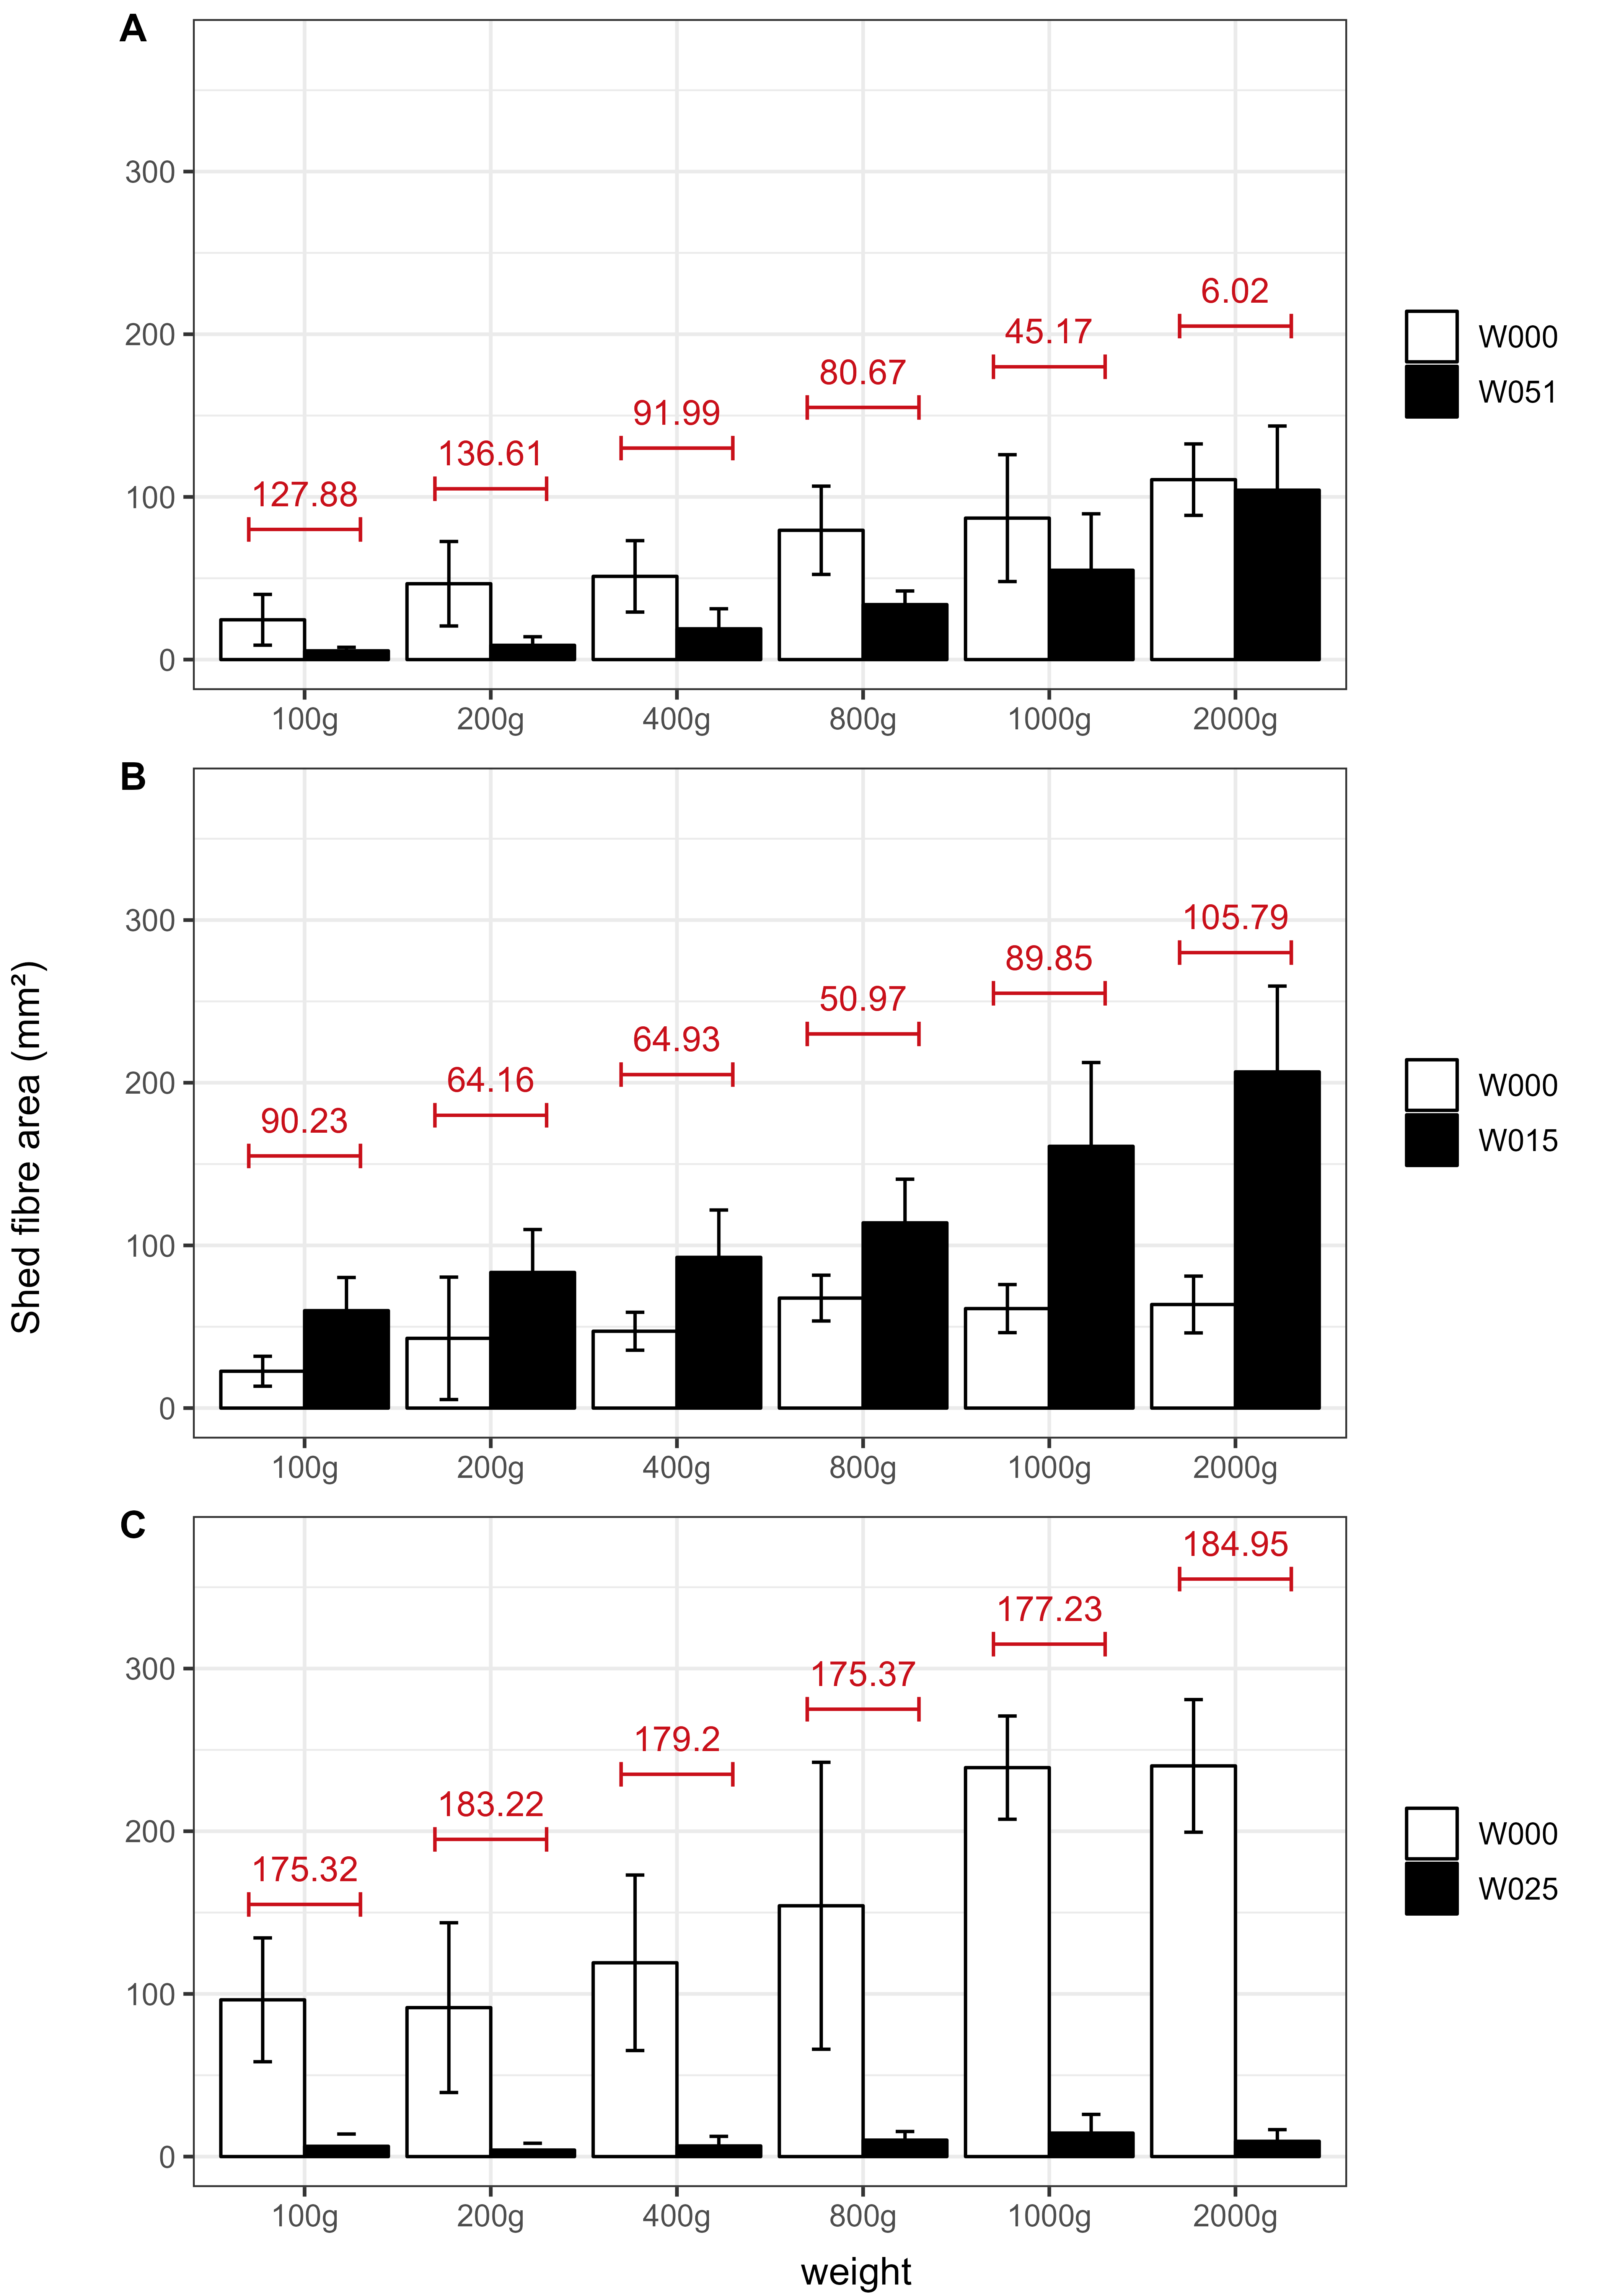 A
300
200
100
0
127.88
136.61
91.99
80.67
45.17
6.02
100g
200g
400g
800g
1000g
2000g
W000
W051
B
Shed fibre area (mm²)
300
200
100
0
90.23
64.16
64.93
50.97
89.85
105.79
100g
200g
400g
800g
1000g
2000g
W000
W015
C
300
200
100
0
175.32
183.22
179.2
175.37
177.23
184.95
100g
200g
400g
800g
1000g
2000g
W000
W025
weight